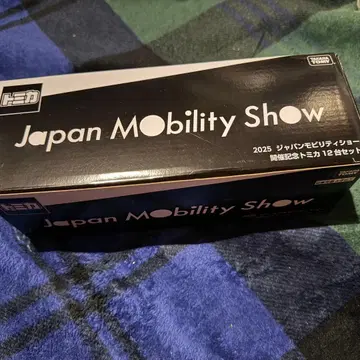 トミカ
TAKARA TOMY
Japan MObility ShOw
2025 ジャパンモビリティショー
開催記念トミカ 12台セット
トミカ
Japan MObility ShOw